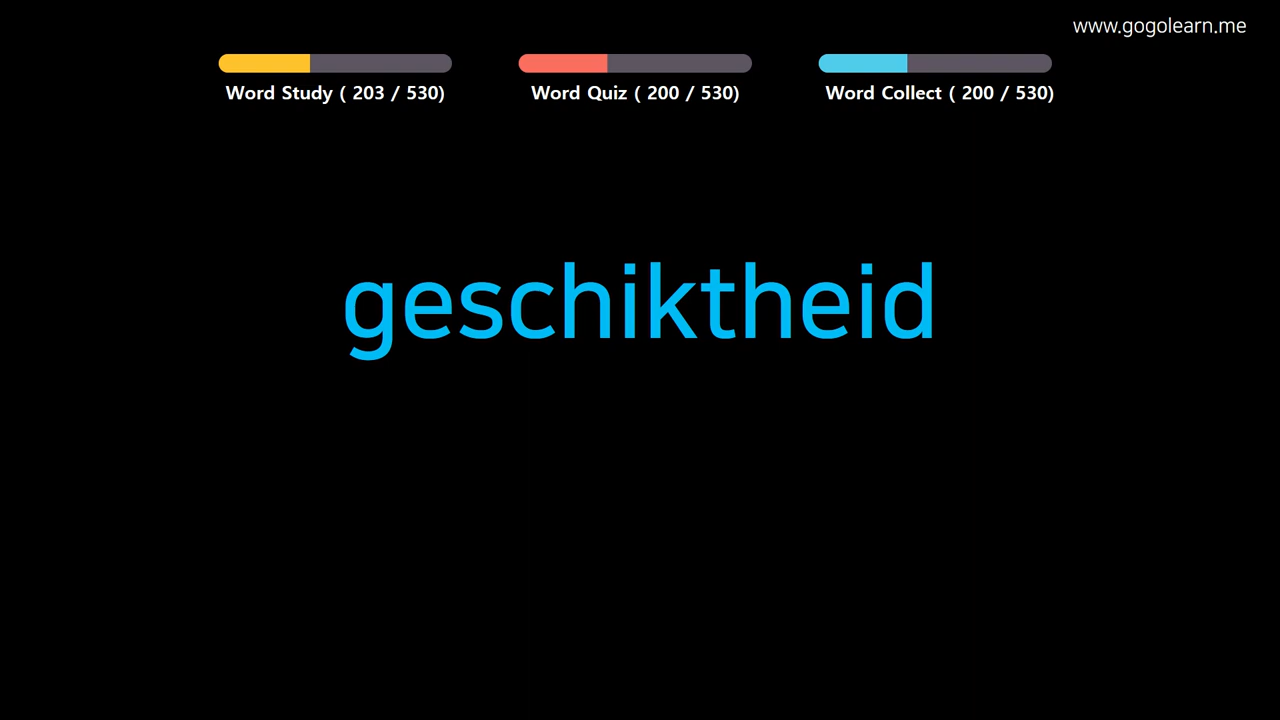 www.gogolearn.me
Word Study ( 203 / 530)
Word Quiz ( 200 / 530)
Word Collect ( 200 / 530)
geschiktheid